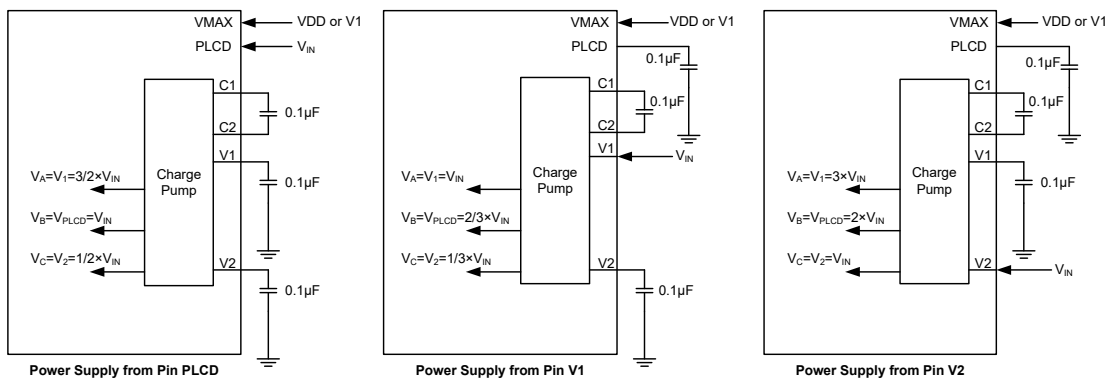 VMAX
VDD or V1
PLCD
VIN
C1
0.1µF
C2
V1
Charge
Pump
0.1µF
VA=V1=3/2×VIN
VB=VPLCD=VIN
VC=V2=1/2×VIN
V2
0.1µF
Power Supply from Pin PLCD
VMAX
VDD or V1
PLCD
0.1µF
C1
0.1µF
C2
V1
VIN
Charge
Pump
VA=V1=VIN
VB=VPLCD=2/3×VIN
VC=V2=1/3×VIN
V2
0.1µF
Power Supply from Pin V1
VMAX
VDD or V1
PLCD
0.1µF
C1
0.1µF
C2
V1
Charge
Pump
0.1µF
VA=V1=3×VIN
VB=VPLCD=2×VIN
VC=V2=VIN
V2
VIN
Power Supply from Pin V2